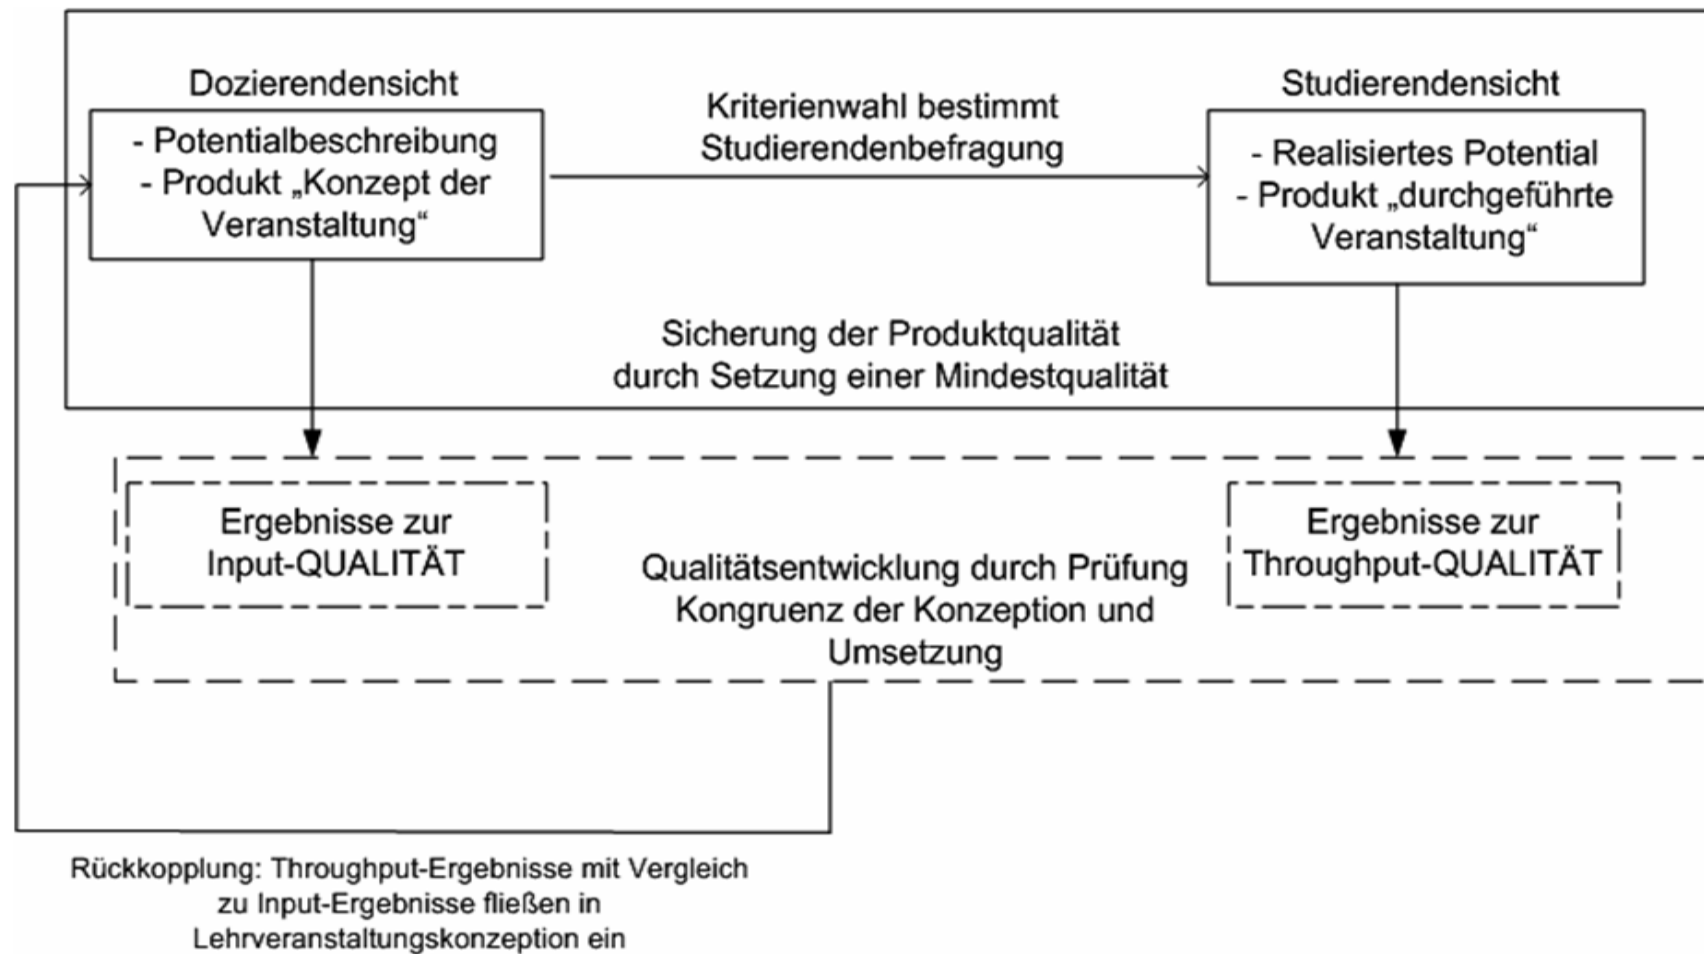 Dozierendensicht
- Potentialbeschreibung
- Produkt „Konzept der
Veranstaltung“
Kriterienwahl bestimmt
Studierendenbefragung
Studierendensicht
- Realisiertes Potential
- Produkt „durchgeführte
Veranstaltung“
Sicherung der Produktqualität
durch Setzung einer Mindestqualität
Ergebnisse zur
Input-QUALITÄT
Qualitätsentwicklung durch Prüfung
Kongruenz der Konzeption und
Umsetzung
Ergebnisse zur
Throughput-QUALITÄT
Rückkopplung: Throughput-Ergebnisse mit Vergleich
zu Input-Ergebnisse fließen in
Lehrveranstaltungskonzeption ein